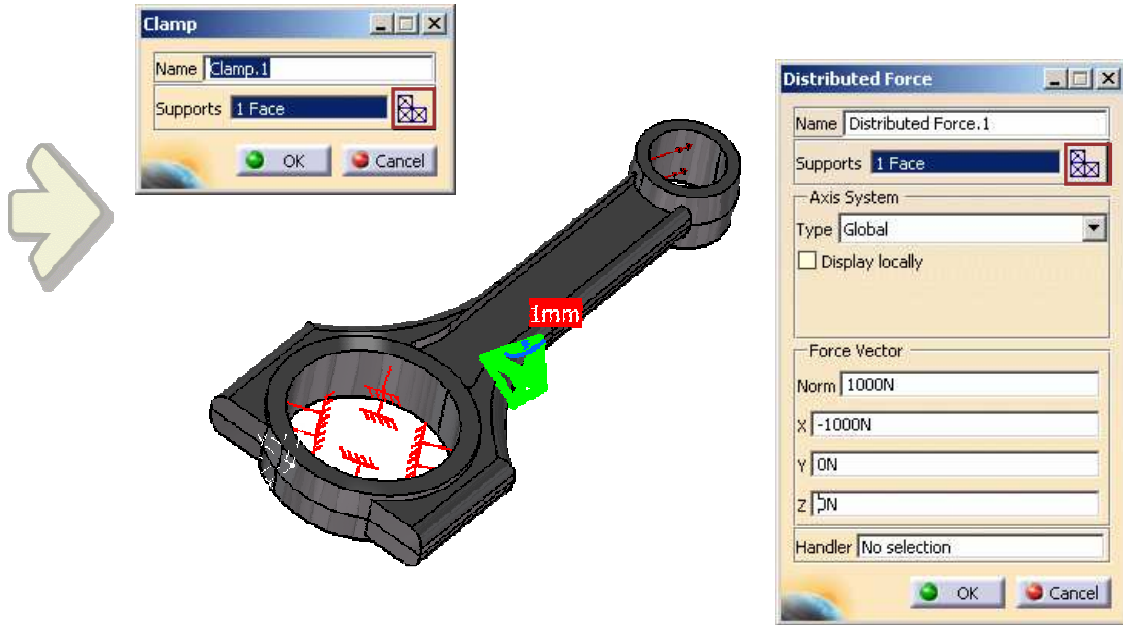 Clamp
Name Clamp.1
Supports 1 Face
OK Cancel
1mm
Distributed Force
Name Distributed Force.1
Supports 1 Face
Axis System
Type Global
Display locally
Force Vector
Norm 1000N
X -1000N
Y 0N
Z 0N
Handler No selection
OK Cancel